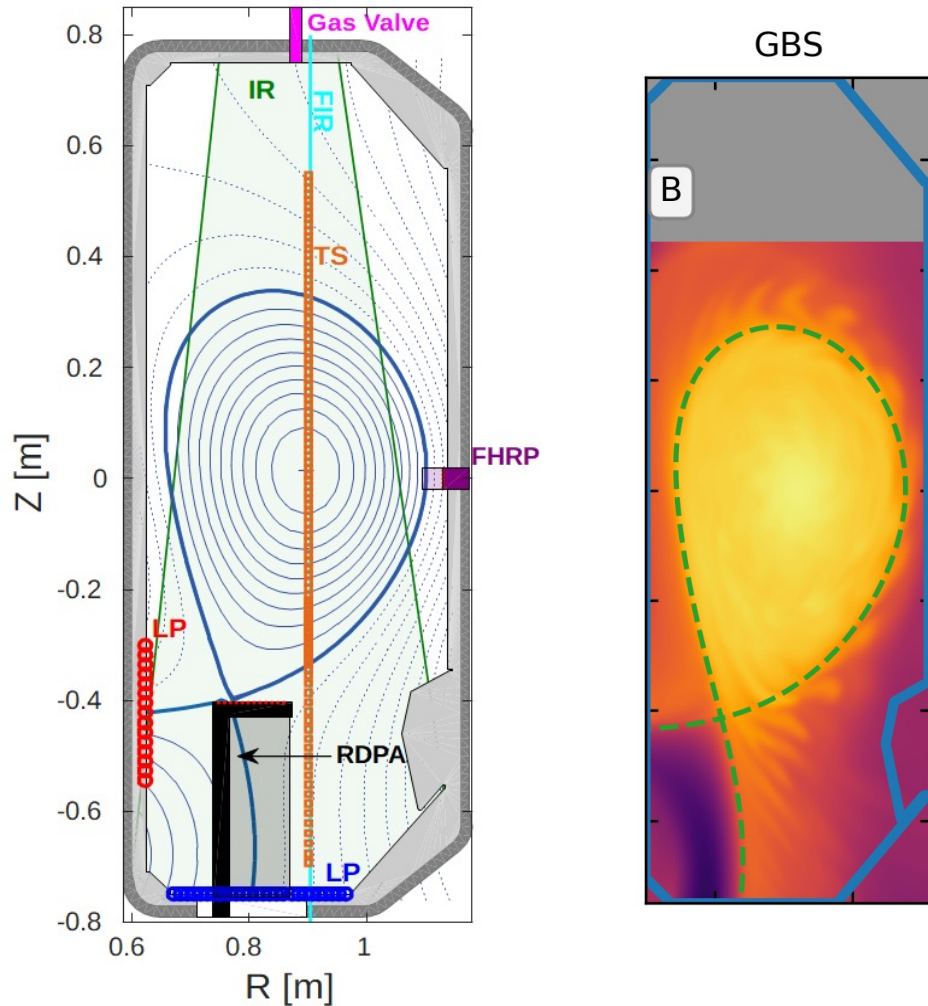 0.8
0.6
0.4
0.2
0
-0.2
-0.4
-0.6
-0.8
Z [m]
0.6
0.8
1
R [m]
Gas Valve
IR
FIR
TS
FHRP
LP
RDPA
LP
GBS
B